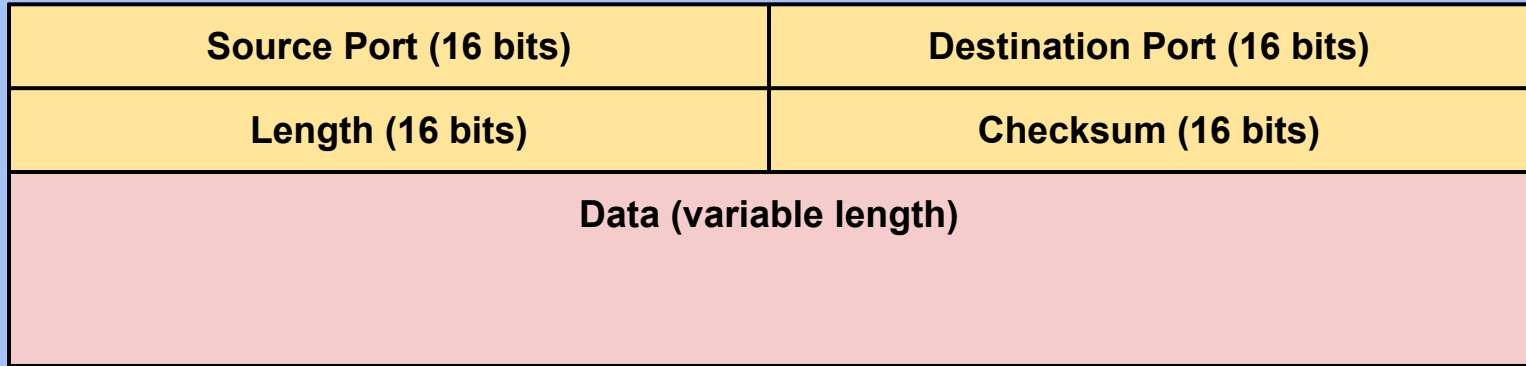 Source Port (16 bits)
Destination Port (16 bits)
Length (16 bits)
Checksum (16 bits)
Data (variable length)